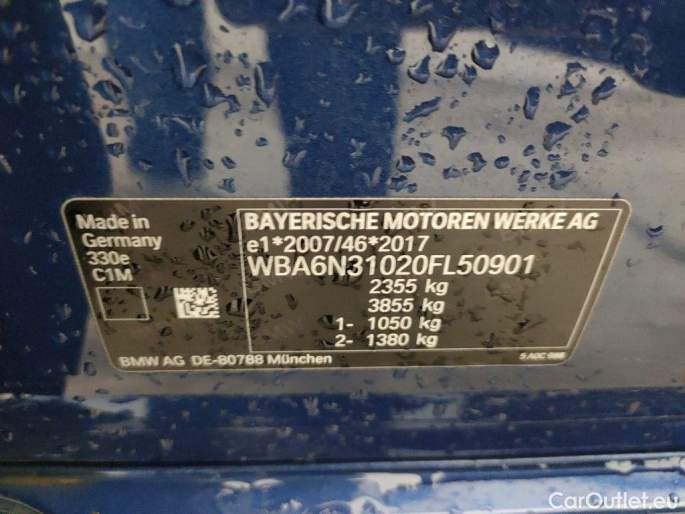 Made in
Germany
330e
C1M
BAYERISCHE MOTOREN WERKE AG
e1*2007/46*2017
WBA6N31020FL50901
2355 kg
3855 kg
1- 1050 kg
2- 1380 kg
BMW AG DE-80788 München
CarOutlet.eu